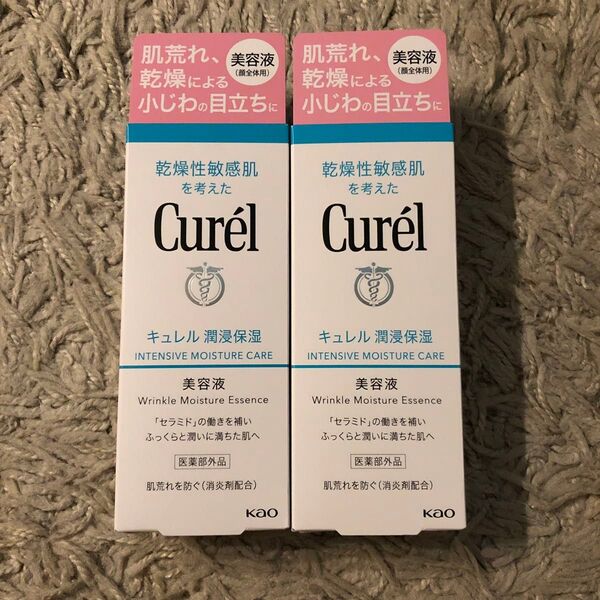 肌荒れ、
乾燥による
小じわの目立ちに
美容液
(顔全体用)
乾燥性敏感肌
を考えた
Curél
キュレル 潤浸保湿
INTENSIVE MOISTURE CARE
美容液
Wrinkle Moisture Essence
「セラミド」の働きを補い
ふっくらと潤いに満ちた肌へ
医薬部外品
肌荒れを防ぐ(消炎剤配合)
Kao
肌荒れ、
乾燥による
小じわの目立ちに
美容液
(顔全体用)
乾燥性敏感肌
を考えた
Curél
キュレル 潤浸保湿
INTENSIVE MOISTURE CARE
美容液
Wrinkle Moisture Essence
「セラミド」の働きを補い
ふっくらと潤いに満ちた肌へ
医薬部外品
肌荒れを防ぐ(消炎剤配合)
Kao